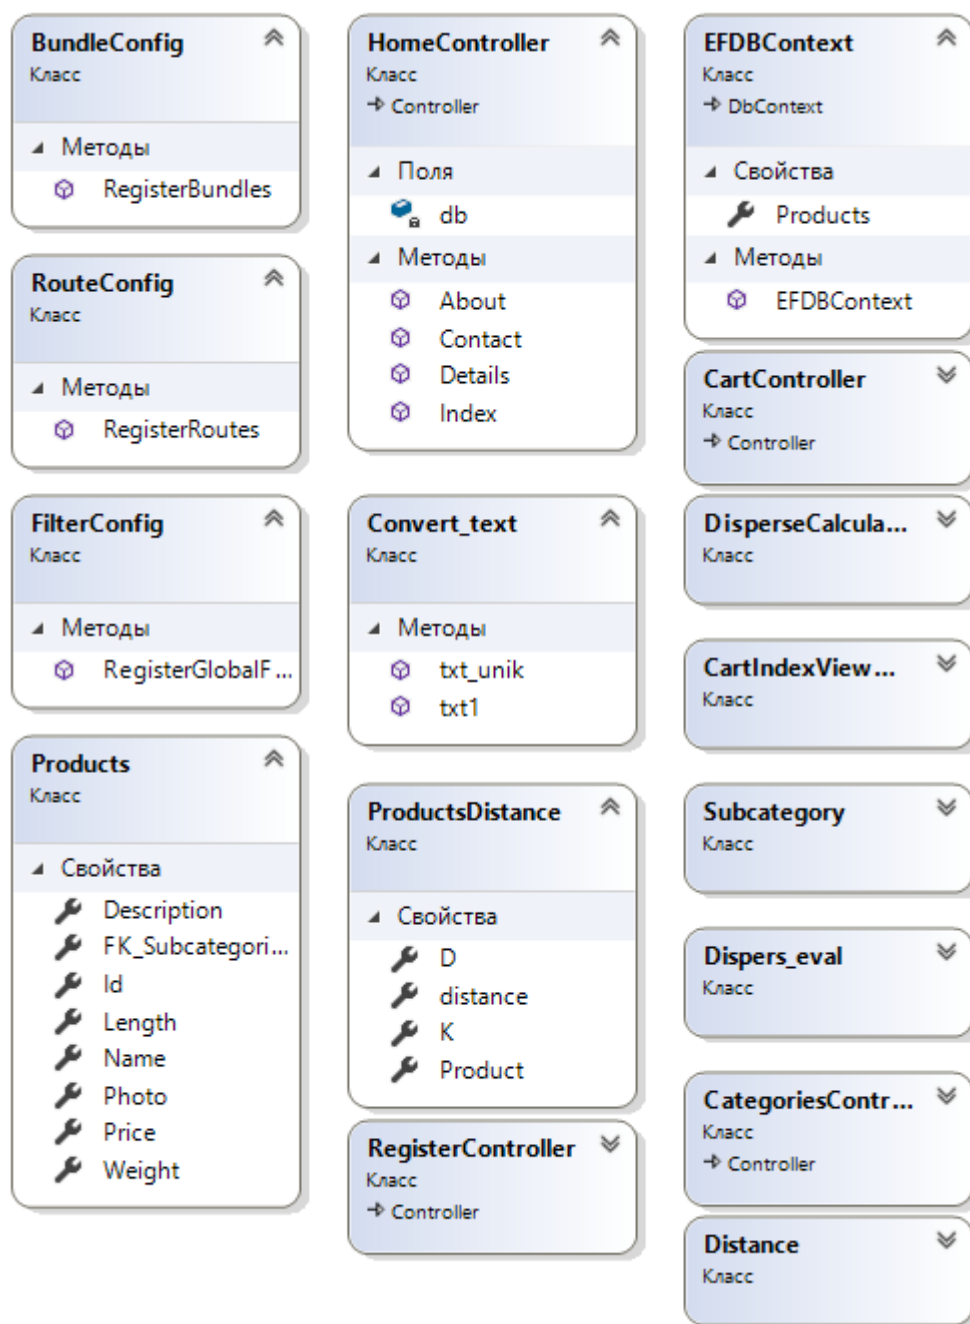 BundleConfig
Класс
Методы
RegisterBundles
RouteConfig
Класс
Методы
RegisterRoutes
FilterConfig
Класс
Методы
RegisterGlobalF...
Products
Класс
Свойства
Description
FK_Subcategori...
Id
Length
Name
Photo
Price
Weight
HomeController
Класс
Controller
Поля
db
Методы
About
Contact
Details
Index
Convert_text
Класс
Методы
txt_unik
txt1
ProductsDistance
Класс
Свойства
D
distance
K
Product
RegisterController
Класс
Controller
EFDBContext
Класс
DbContext
Свойства
Products
Методы
EFDBContext
CartController
Класс
Controller
DisperseCalcula...
Класс
CartIndexView...
Класс
Subcategory
Класс
Dispers_eval
Класс
CategoriesContr...
Класс
Controller
Distance
Класс